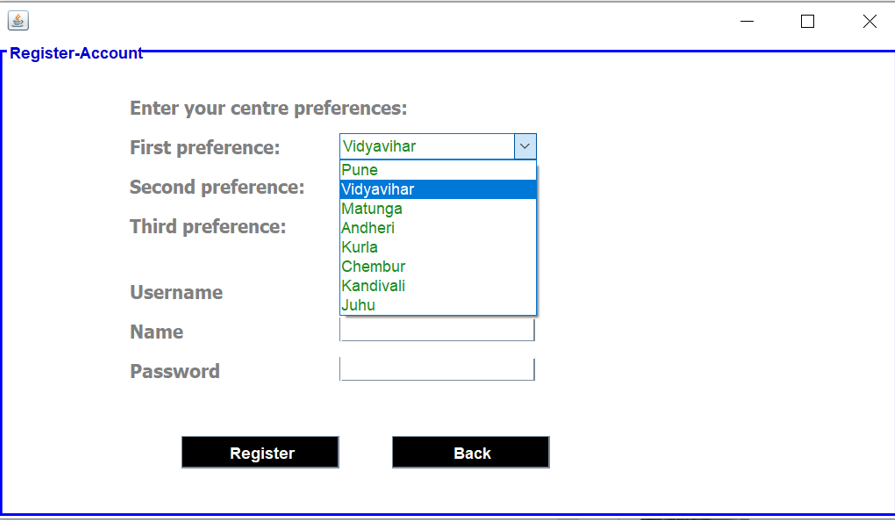 Register-Account
Enter your centre preferences:
First preference: Vidyavihar
Pune
Second preference: Vidyavihar
Matunga
Third preference: Andheri
Kurla
Chembur
Username Kandivali
Juhu
Name
Password
Register Back